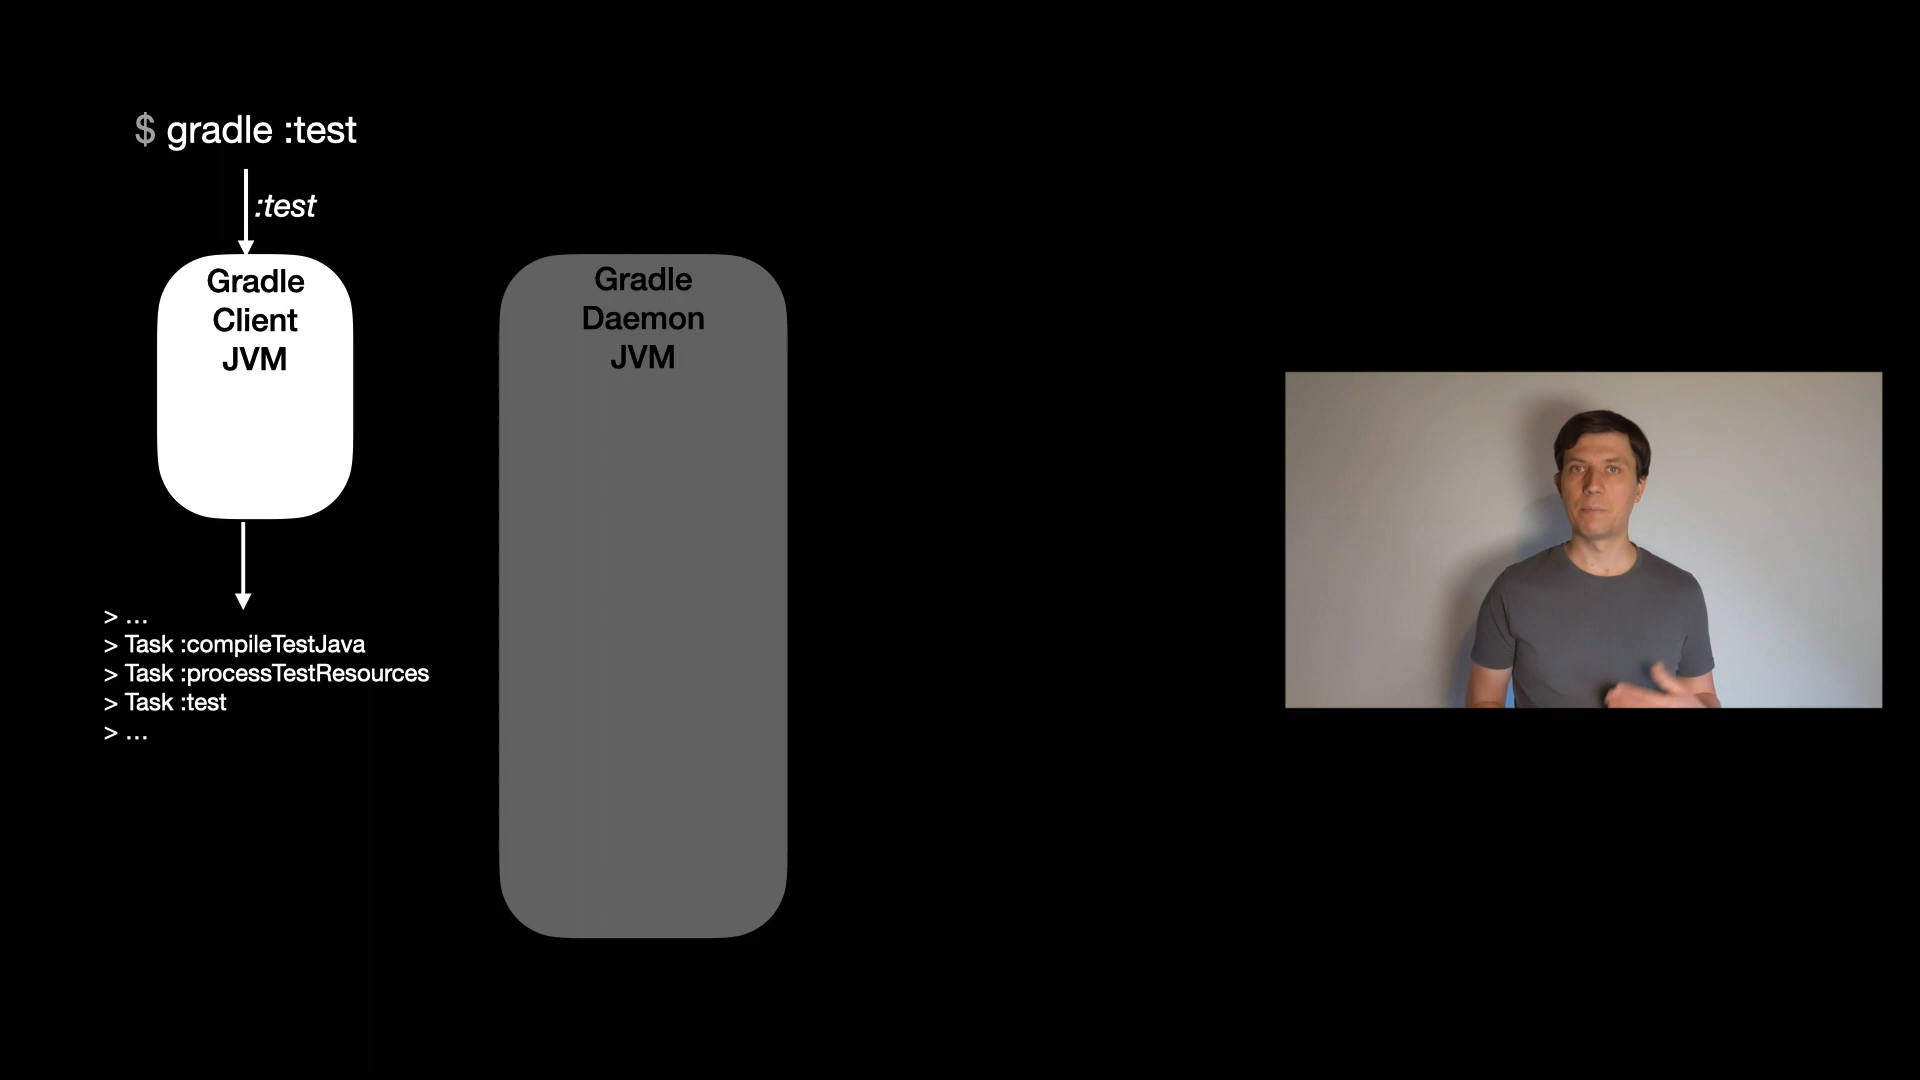 $ gradle :test
:test
Gradle
Client
JVM
Gradle
Daemon
JVM
> ...
> Task :compileTestJava
> Task :processTestResources
> Task :test
> ...